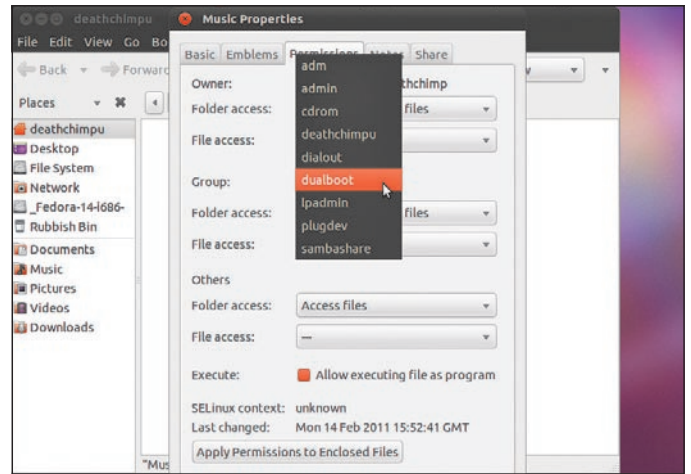 deathchimpu
Music Properties
File Edit View Go Bo
Back Forward
Places
deathchimpu
Desktop
File System
Network
_Fedora-14-i686-
Rubbish Bin
Documents
Music
Pictures
Videos
Downloads
Basic Emblems Permissions Notes Share
Owner: thchimp
Folder access: files
File access:
Group:
Folder access: files
File access:
adm
admin
cdrom
deathchimpu
dialout
dualboot
lpadmin
plugdev
sambashare
Others
Folder access: Access files
File access: ---
Execute: Allow executing file as program
SELinux context: unknown
Last changed: Mon 14 Feb 2011 15:52:41 GMT
Apply Permissions to Enclosed Files
"Mus